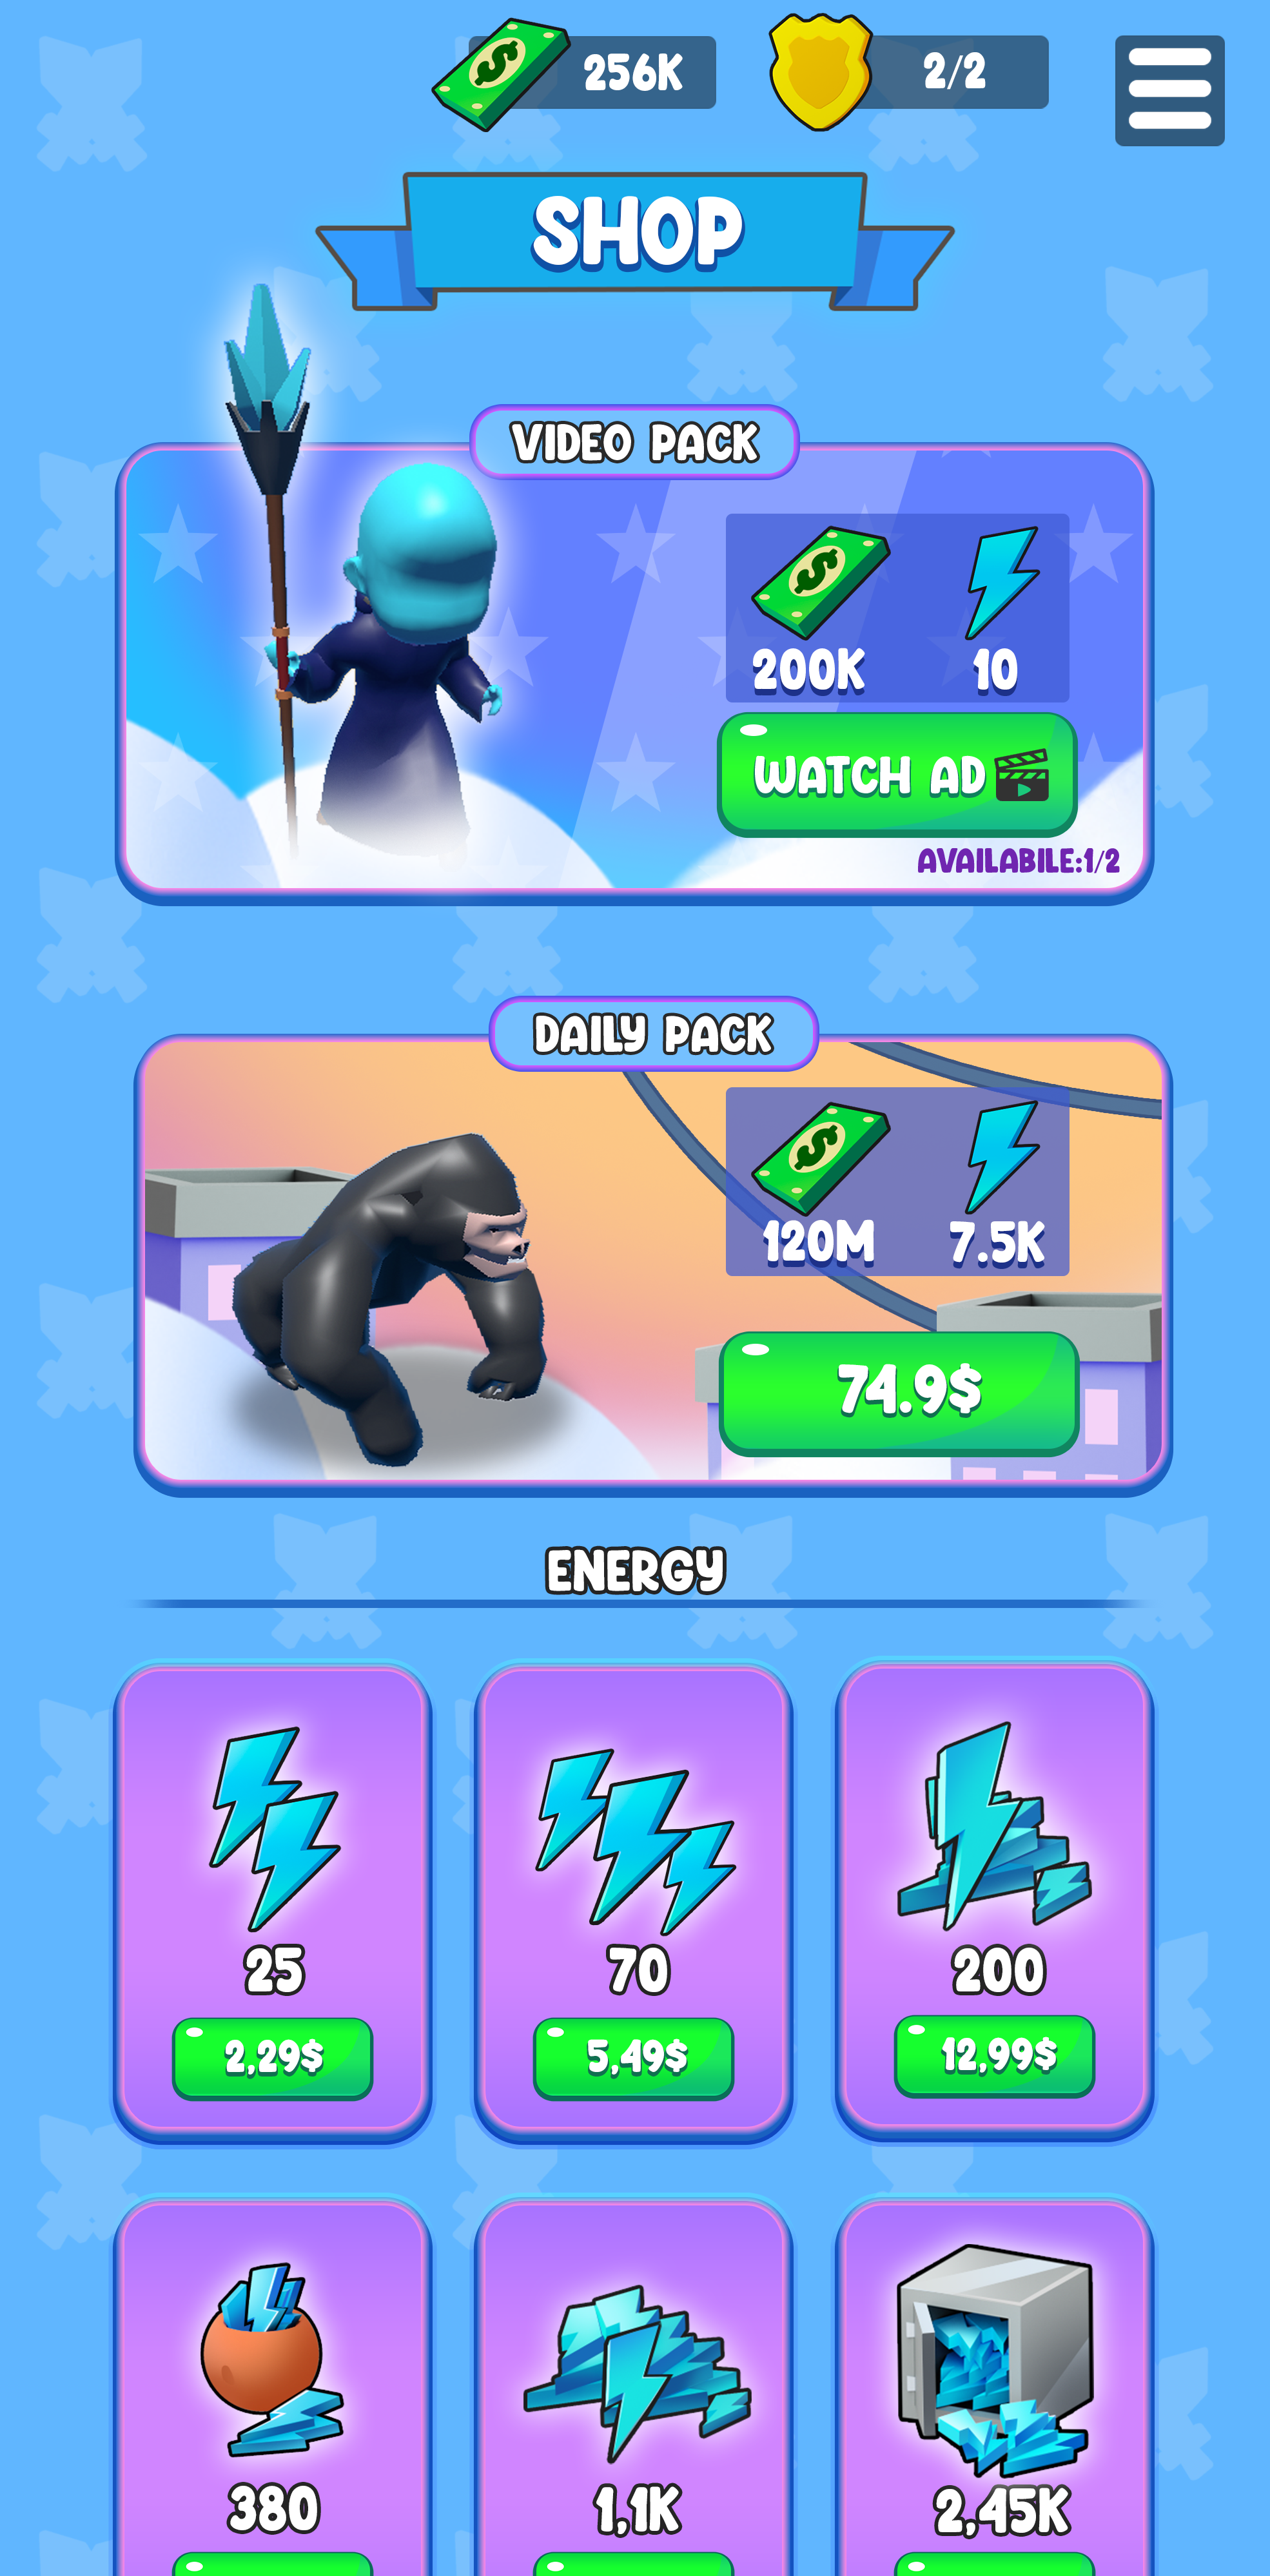 256K
2/2
SHOP
VIDEO PACK
200K 10
WATCH AD
AVAILABILE:1/2
DAILY PACK
120M 7.5K
74.9$
ENERGY
25 70 200
2,29$ 5,49$ 12,99$
380 1,1K 2,45K